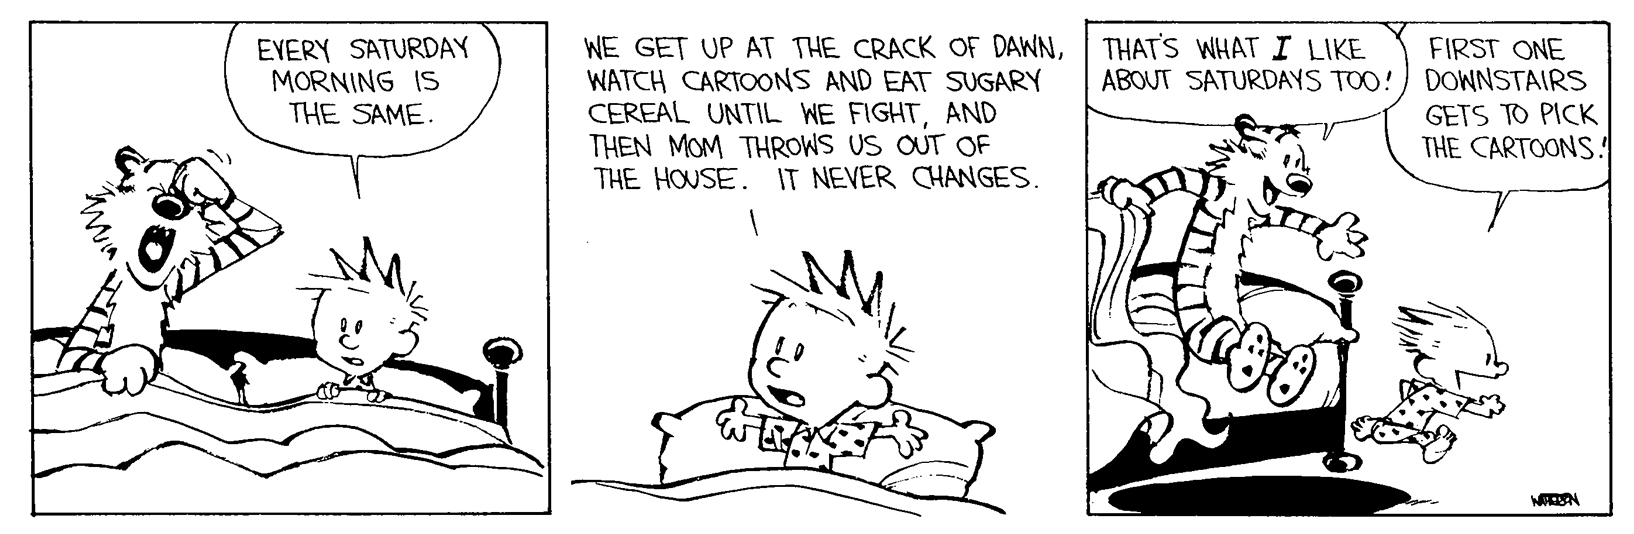 EVERY SATURDAY
MORNING IS
THE SAME.
WE GET UP AT THE CRACK OF DAWN,
WATCH CARTOONS AND EAT SUGARY
CEREAL UNTIL WE FIGHT, AND
THEN MOM THROWS US OUT OF
THE HOUSE. IT NEVER CHANGES.
THAT'S WHAT I LIKE
ABOUT SATURDAYS TOO!
FIRST ONE
DOWNSTAIRS
GETS TO PICK
THE CARTOONS!
WATTERSON